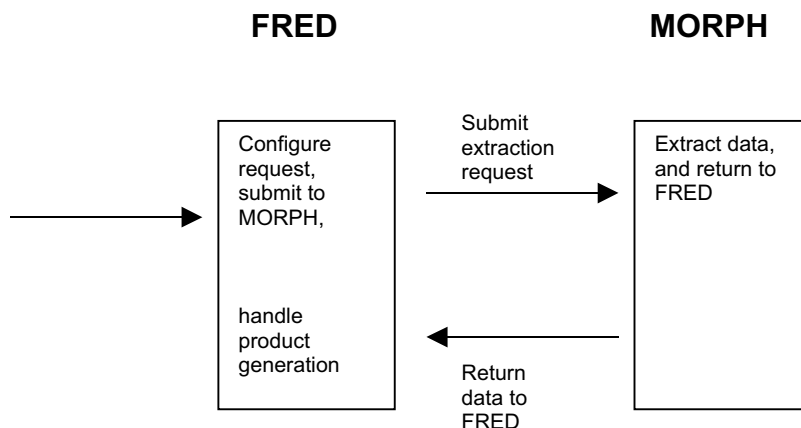 FRED
MORPH
Configure
request,
submit to
MORPH,
handle
product
generation
Submit
extraction
request
Return
data to
FRED
Extract data,
and return to
FRED